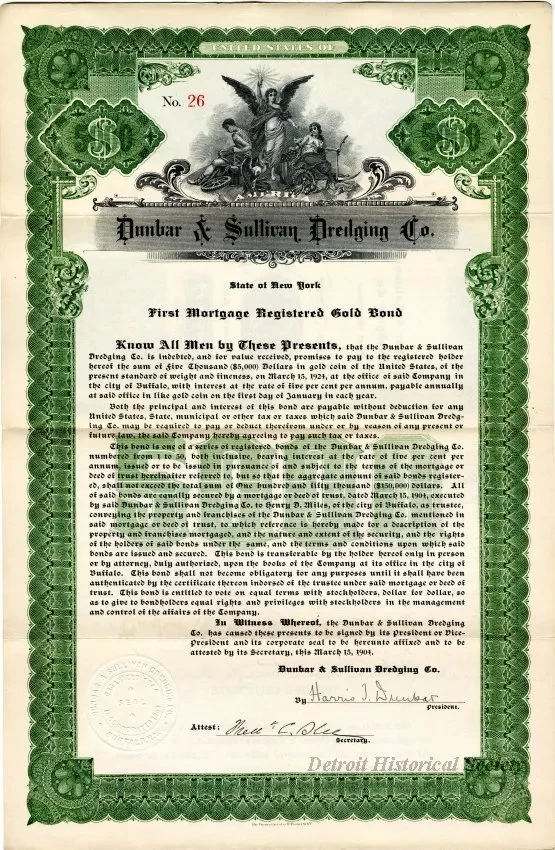 UNITED STATES OF
No. 26
$5000 $5000
AMERICA
Dunbar & Sullivan Dredging Co.
State of New York
First Mortgage Registered Gold Bond
Know All Men by These Presents, that the Dunbar & Sullivan
Dredging Co. is indebted, and for value received, promises to pay to the registered holder
hereof the sum of Five Thousand ($5,000) Dollars in gold coin of the United States, of the
present standard of weight and fineness, on March 15, 1924, at the office of said Company in
the city of Buffalo, with interest at the rate of five per cent per annum, payable annually
at said office in like gold coin on the first day of January in each year.
Both the principal and interest of this bond are payable without deduction for any
United States, State, municipal or other tax or taxes which said Dunbar & Sullivan Dredg-
ing Co. may be required to pay or deduct therefrom under or by reason of any present or
future law, the said Company hereby agreeing to pay such tax or taxes.
This bond is one of a series of registered bonds of the Dunbar & Sullivan Dredging Co.
numbered from 1 to 50, both inclusive, bearing interest at the rate of five per cent per
annum, issued or to be issued in pursuance of and subject to the terms of the mortgage or
deed of trust hereinafter referred to, but so that the aggregate amount of said bonds register-
ed, shall not exceed the total sum of One hundred and fifty thousand ($150,000) dollars. All
of said bonds are equally secured by a mortgage or deed of trust, dated March 15, 1904, executed
by said Dunbar & Sullivan Dredging Co. to Henry D. Miles, of the city of Buffalo, as trustee,
conveying the property and franchises of the Dunbar & Sullivan Dredging Co. mentioned in
said mortgage or deed of trust, to which reference is hereby made for a description of the
property and franchises mortgaged, and the nature and extent of the security, and the rights
of the holders of said bonds under the same, and the terms and conditions upon which said
bonds are issued and secured. This bond is transferable by the holder hereof only in person
or by attorney, duly authorized, upon the books of the Company at its office in the city of
Buffalo. This bond shall not become obligatory for any purposes until it shall have been
authenticated by the certificate thereon indorsed of the trustee under said mortgage or deed of
trust. This bond is entitled to vote on equal terms with stockholders, dollar for dollar, so
as to give to bondholders equal rights and privileges with stockholders in the management
and control of the affairs of the Company.
In Witness Whereof, the Dunbar & Sullivan Dredging
Co. has caused these presents to be signed by its President or Vice-
President and its corporate seal to be hereunto affixed and to be
attested by its Secretary, this March 15, 1904.
Dunbar & Sullivan Dredging Co.
By Harris T. Dunbar
President.
Attest:
Secretary.
SEAL
Detroit Historical Society